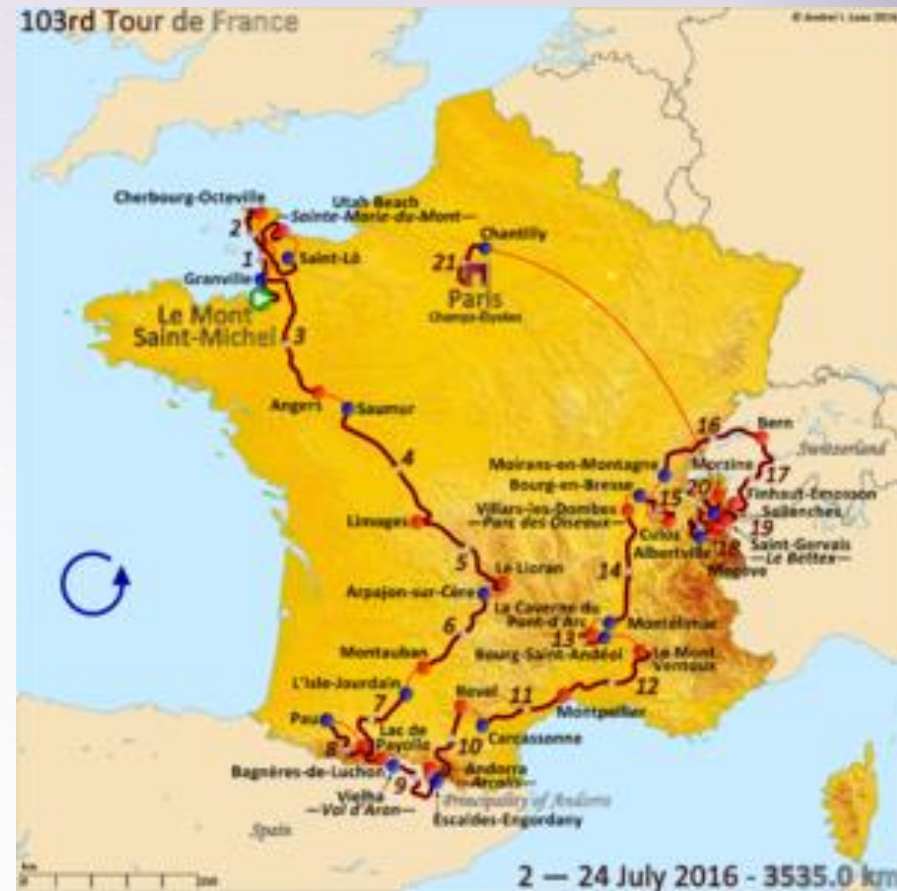 103rd Tour de France
Cherbourg-Octeville
Utah Beach
—Sainte-Marie-du-Mont—
2
1
Saint-Lô
Granville
Le Mont
Saint-Michel
Chantilly
21
Paris
Champs-Élysées
3
Angers
Saumur
4
Limoges
5
Le Lioran
Arpajon-sur-Cère
6
Montauban
L'Isle-Jourdain
7
Pau
8
Lac de
Payolle
Bagnères-de-Luchon
9
Vielha
—Val d'Aran—
Revel
10
Andorra
Arcalis—
Principality of Andorra
Escaldes-Engordany
Spain
11
Carcassonne
Montpellier
12
Le Mont
Ventoux
La Caverne du
Pont-d'Arc
13
Bourg-Saint-Andéol
Montélimar
14
Villars-les-Dombes
—Parc des Oiseaux—
Bourg-en-Bresse
15
Culoz
Moirans-en-Montagne
16
Bern
Switzerland
17
Finhaut-Emosson
Sallanches
18
Megève
19
Albertville
Saint-Gervais
—Le Bettex—
20
Morzine
km
2 — 24 July 2016 - 3535.0 km